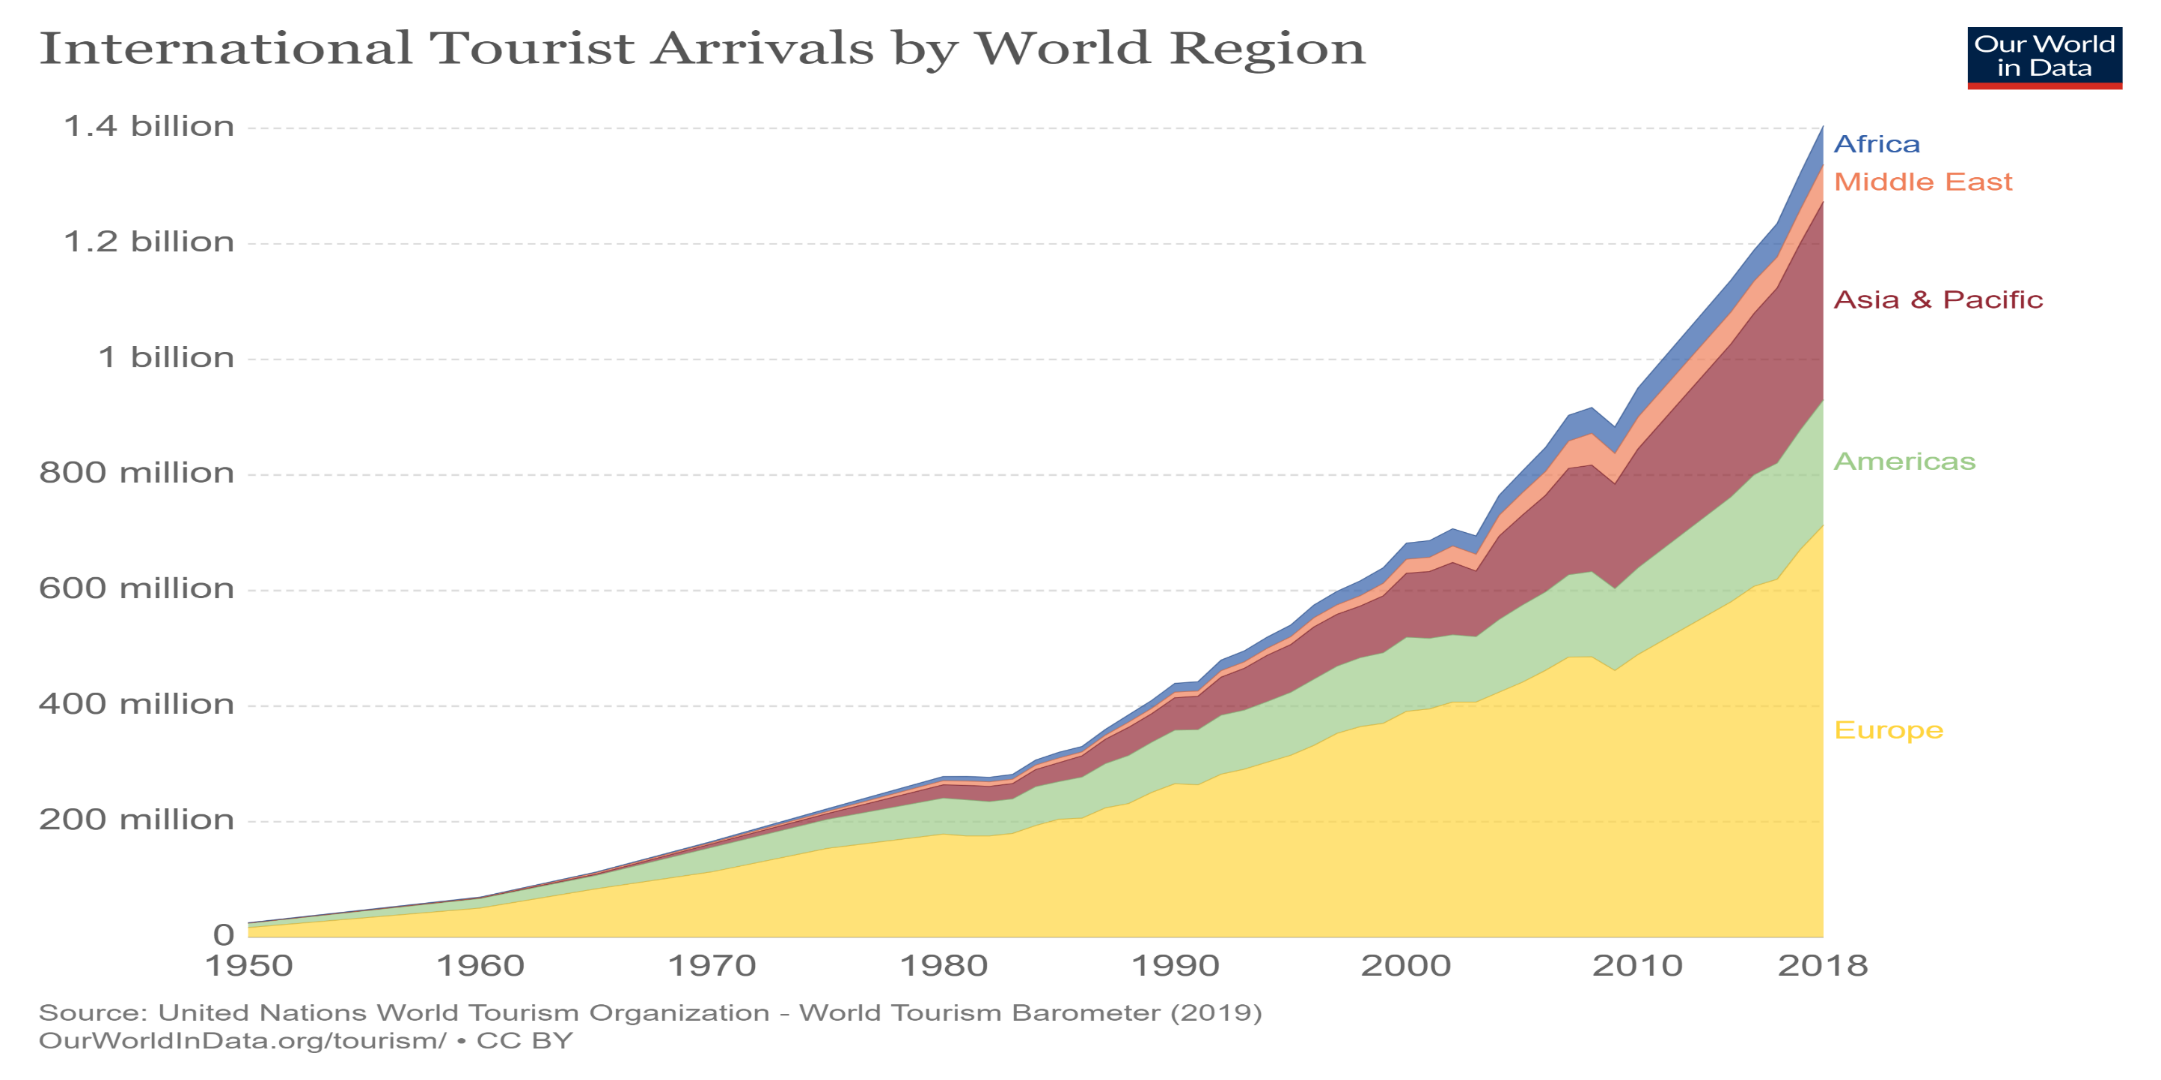 International Tourist Arrivals by World Region
Our World
in Data
1.4 billion
1.2 billion
1 billion
800 million
600 million
400 million
200 million
0
Africa
Middle East
Asia & Pacific
Americas
Europe
1950 1960 1970 1980 1990 2000 2010 2018
Source: United Nations World Tourism Organization - World Tourism Barometer (2019)
OurWorldInData.org/tourism/ • CC BY